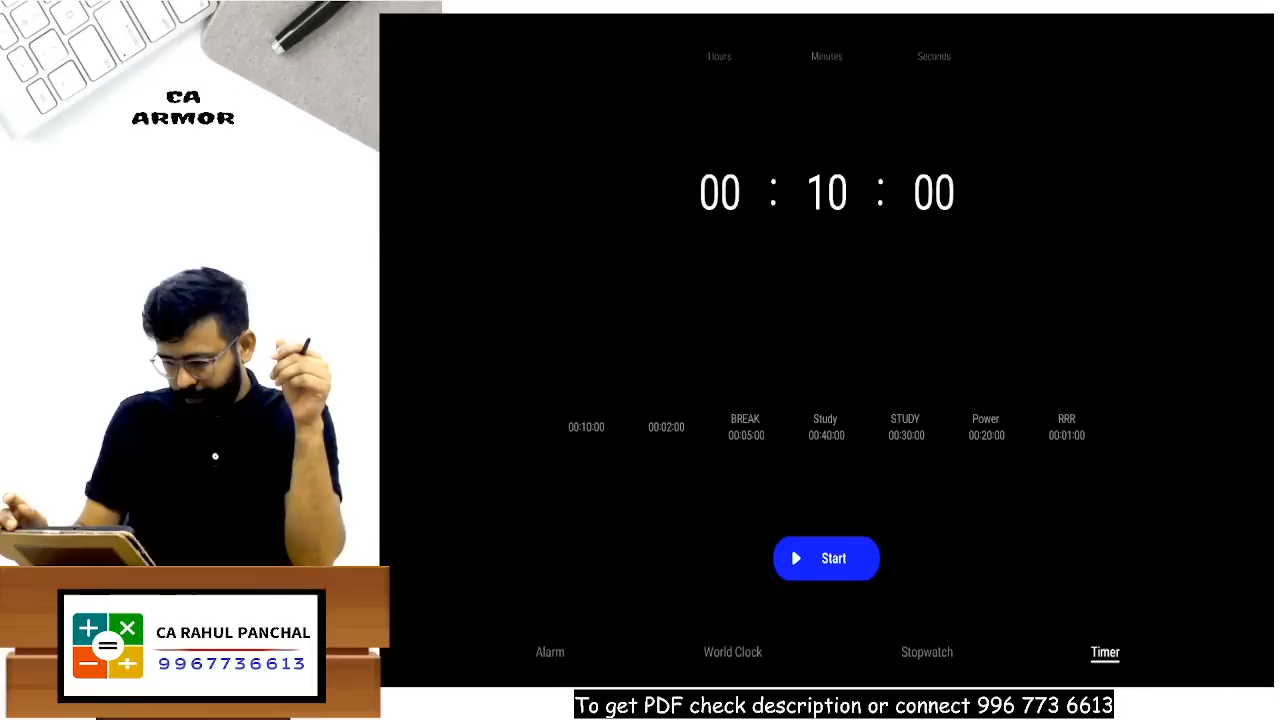 CA
ARMOR
Hours Minutes Seconds
00 : 10 : 00
00:10:00
00:02:00
BREAK
00:05:00
Study
00:40:00
STUDY
00:30:00
Power
00:20:00
RRR
00:01:00
Start
Alarm World Clock Stopwatch Timer
CA RAHUL PANCHAL
9967736613
To get PDF check description or connect 996 773 6613